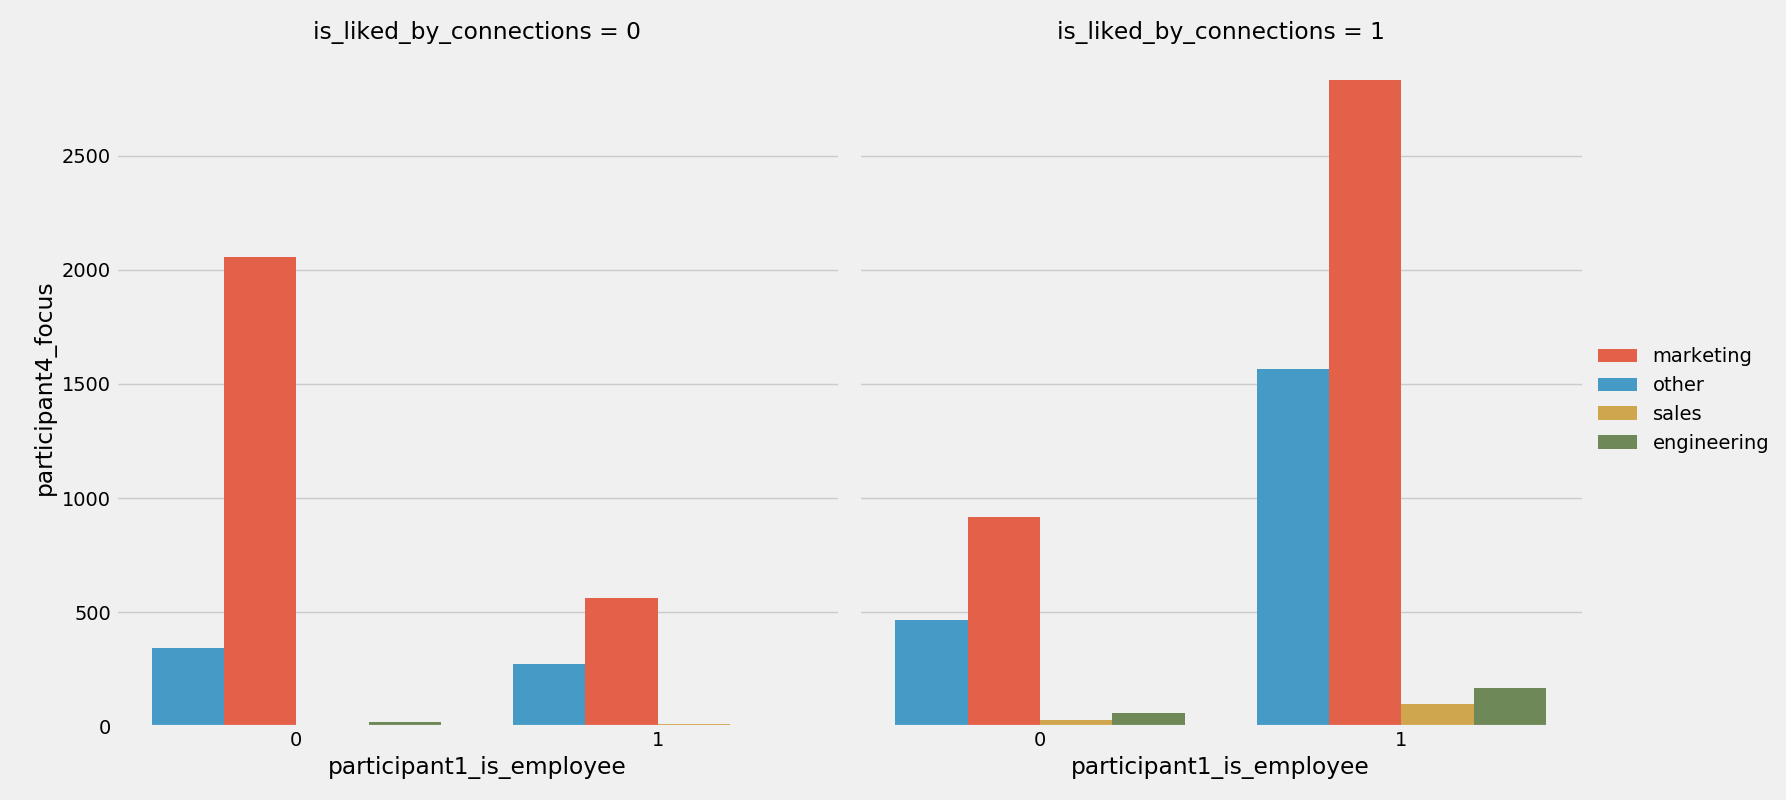 is_liked_by_connections = 0
is_liked_by_connections = 1
participant4_focus
2500
2000
1500
1000
500
0
0
1
0
1
participant1_is_employee
participant1_is_employee
marketing
other
sales
engineering